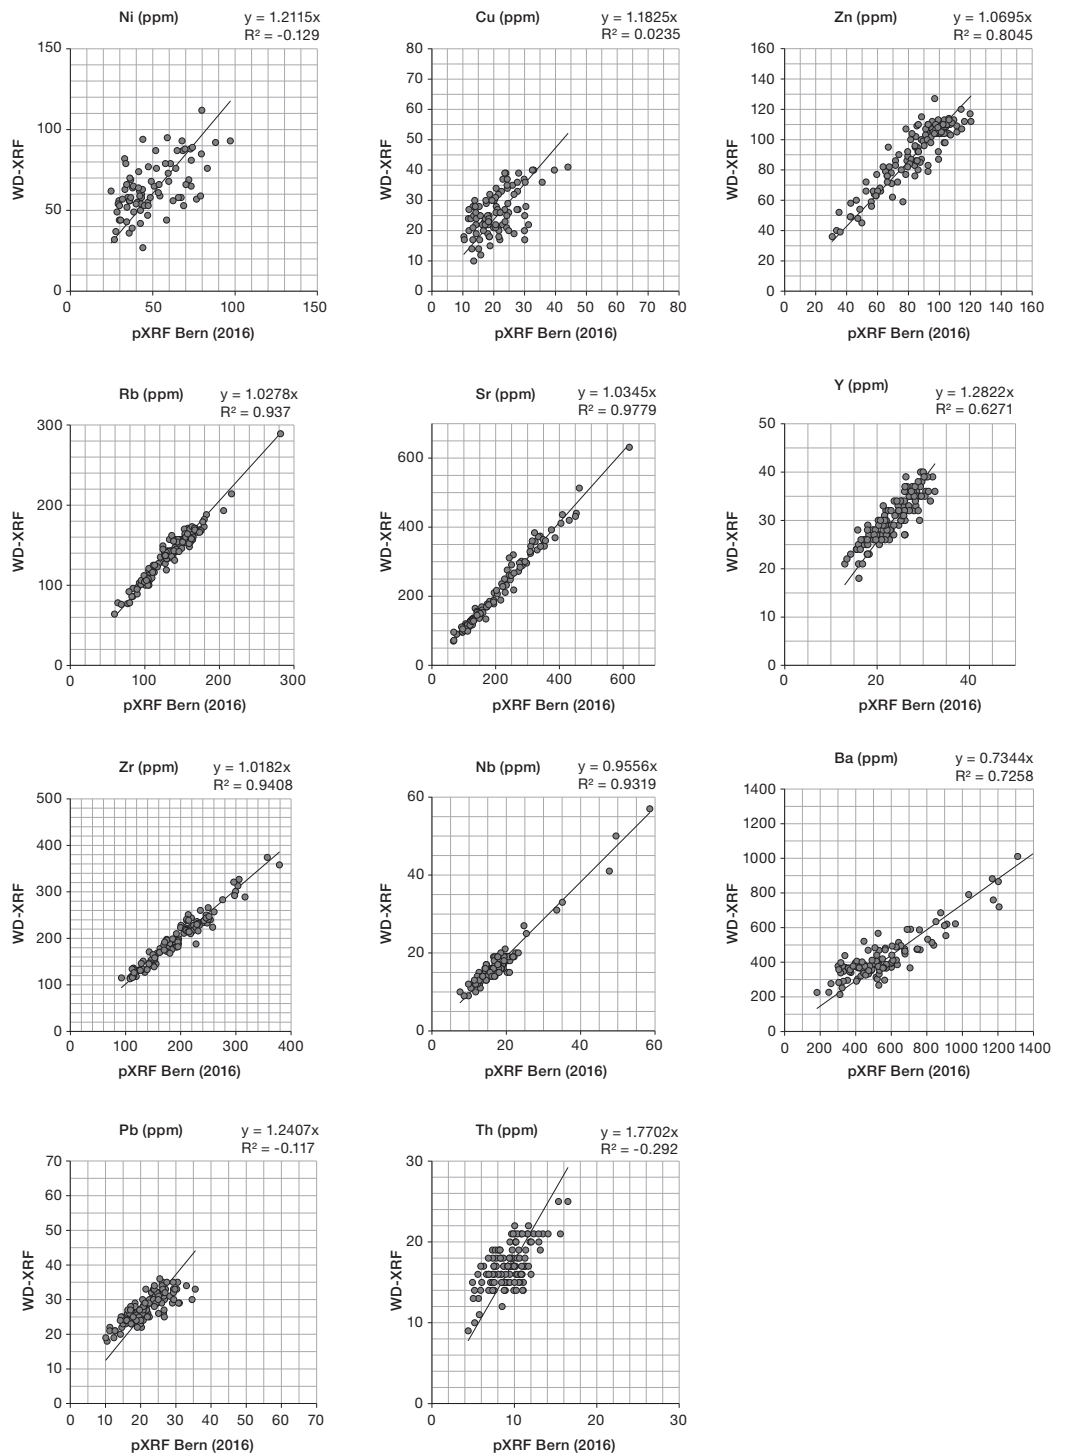 Ni (ppm)
y = 1.2115x
R² = -0.129
150
100
50
0
WD-XRF
0 50 100 150
pXRF Bern (2016)
Cu (ppm)
y = 1.1825x
R² = 0.0235
80
70
60
50
40
30
20
10
0
WD-XRF
0 10 20 30 40 50 60 70 80
pXRF Bern (2016)
Zn (ppm)
y = 1.0695x
R² = 0.8045
160
140
120
100
80
60
40
20
0
WD-XRF
0 20 40 60 80 100 120 140 160
pXRF Bern (2016)
Rb (ppm)
y = 1.0278x
R² = 0.937
300
200
100
0
WD-XRF
0 100 200 300
pXRF Bern (2016)
Sr (ppm)
y = 1.0345x
R² = 0.9779
600
400
200
0
WD-XRF
0 200 400 600
pXRF Bern (2016)
Y (ppm)
y = 1.2822x
R² = 0.6271
50
40
30
20
10
0
WD-XRF
0 20 40
pXRF Bern (2016)
Zr (ppm)
y = 1.0182x
R² = 0.9408
500
400
300
200
100
0
WD-XRF
0 100 200 300 400
pXRF Bern (2016)
Nb (ppm)
y = 0.9556x
R² = 0.9319
60
40
20
0
WD-XRF
0 20 40 60
pXRF Bern (2016)
Ba (ppm)
y = 0.7344x
R² = 0.7258
1400
1200
1000
800
600
400
200
0
WD-XRF
0 200 400 600 800 1000 1200 1400
pXRF Bern (2016)
Pb (ppm)
y = 1.2407x
R² = -0.117
70
60
50
40
30
20
10
0
WD-XRF
0 10 20 30 40 50 60 70
pXRF Bern (2016)
Th (ppm)
y = 1.7702x
R² = -0.292
30
20
10
0
WD-XRF
0 10 20 30
pXRF Bern (2016)